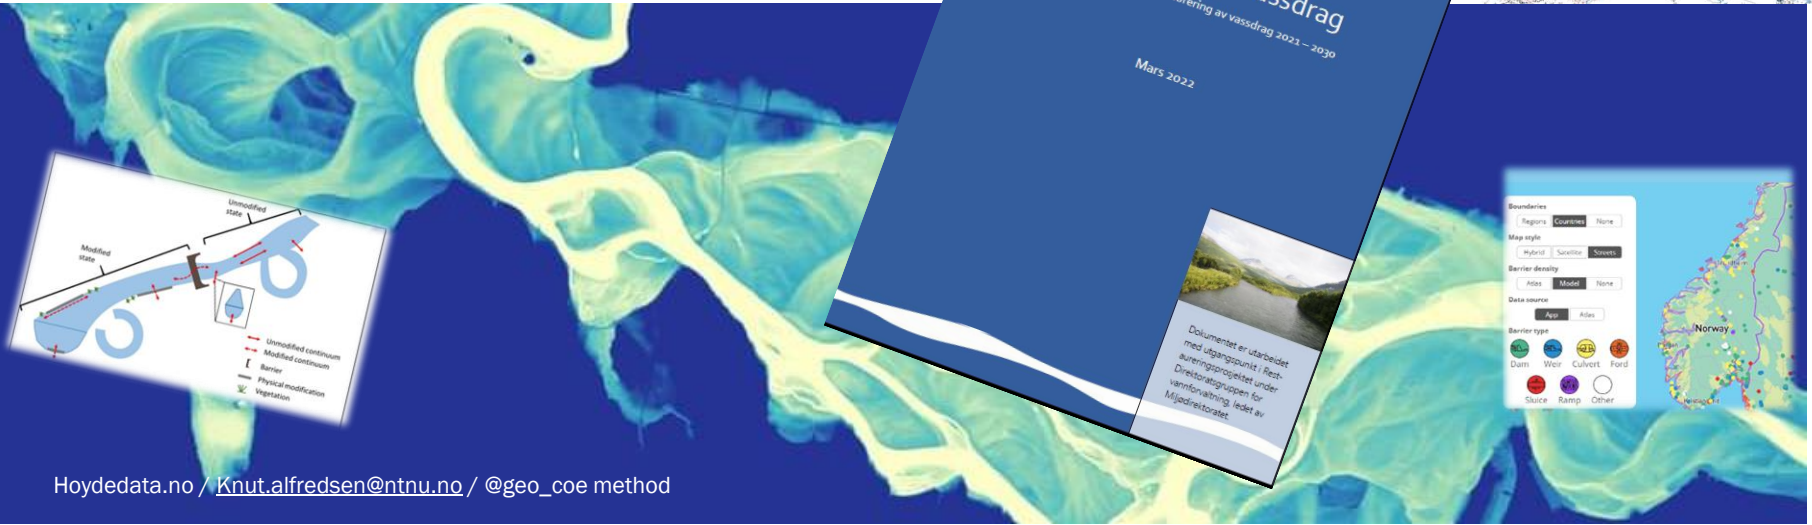 vassdrag 2021 – 2030
Mars 2022
Unmodified
state
Modified
state
Unmodified continuum
Modified continuum
Barrier
Physical modification
Vegetation
Dokumentet er utarbeidet
med utgangspunkt i Rest-
aureringsprosjektet under
Direktoratsgruppen for
vannforvaltning, ledet av
Miljødirektoratet.
Boundaries
Regions Countries None
Map style
Hybrid Satellite Streets
Barrier density
Atlas Model None
Data source
App Atlas
Barrier type
Dam Weir Culvert Ford
Sluice Ramp Other
Norway
Hoydedata.no / Knut.alfredsen@ntnu.no / @geo_coe method